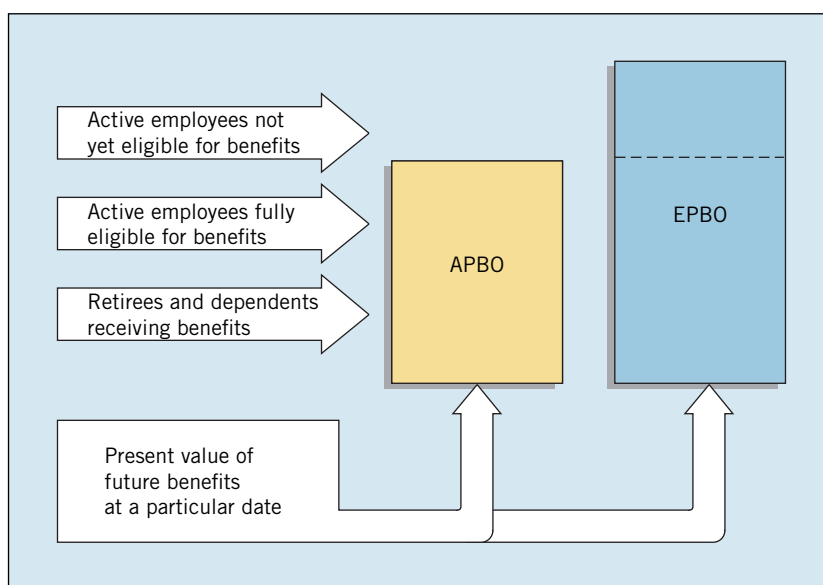 Active employees not
yet eligible for benefits
Active employees fully
eligible for benefits
Retirees and dependents
receiving benefits
APBO
EPBO
Present value of
future benefits
at a particular date